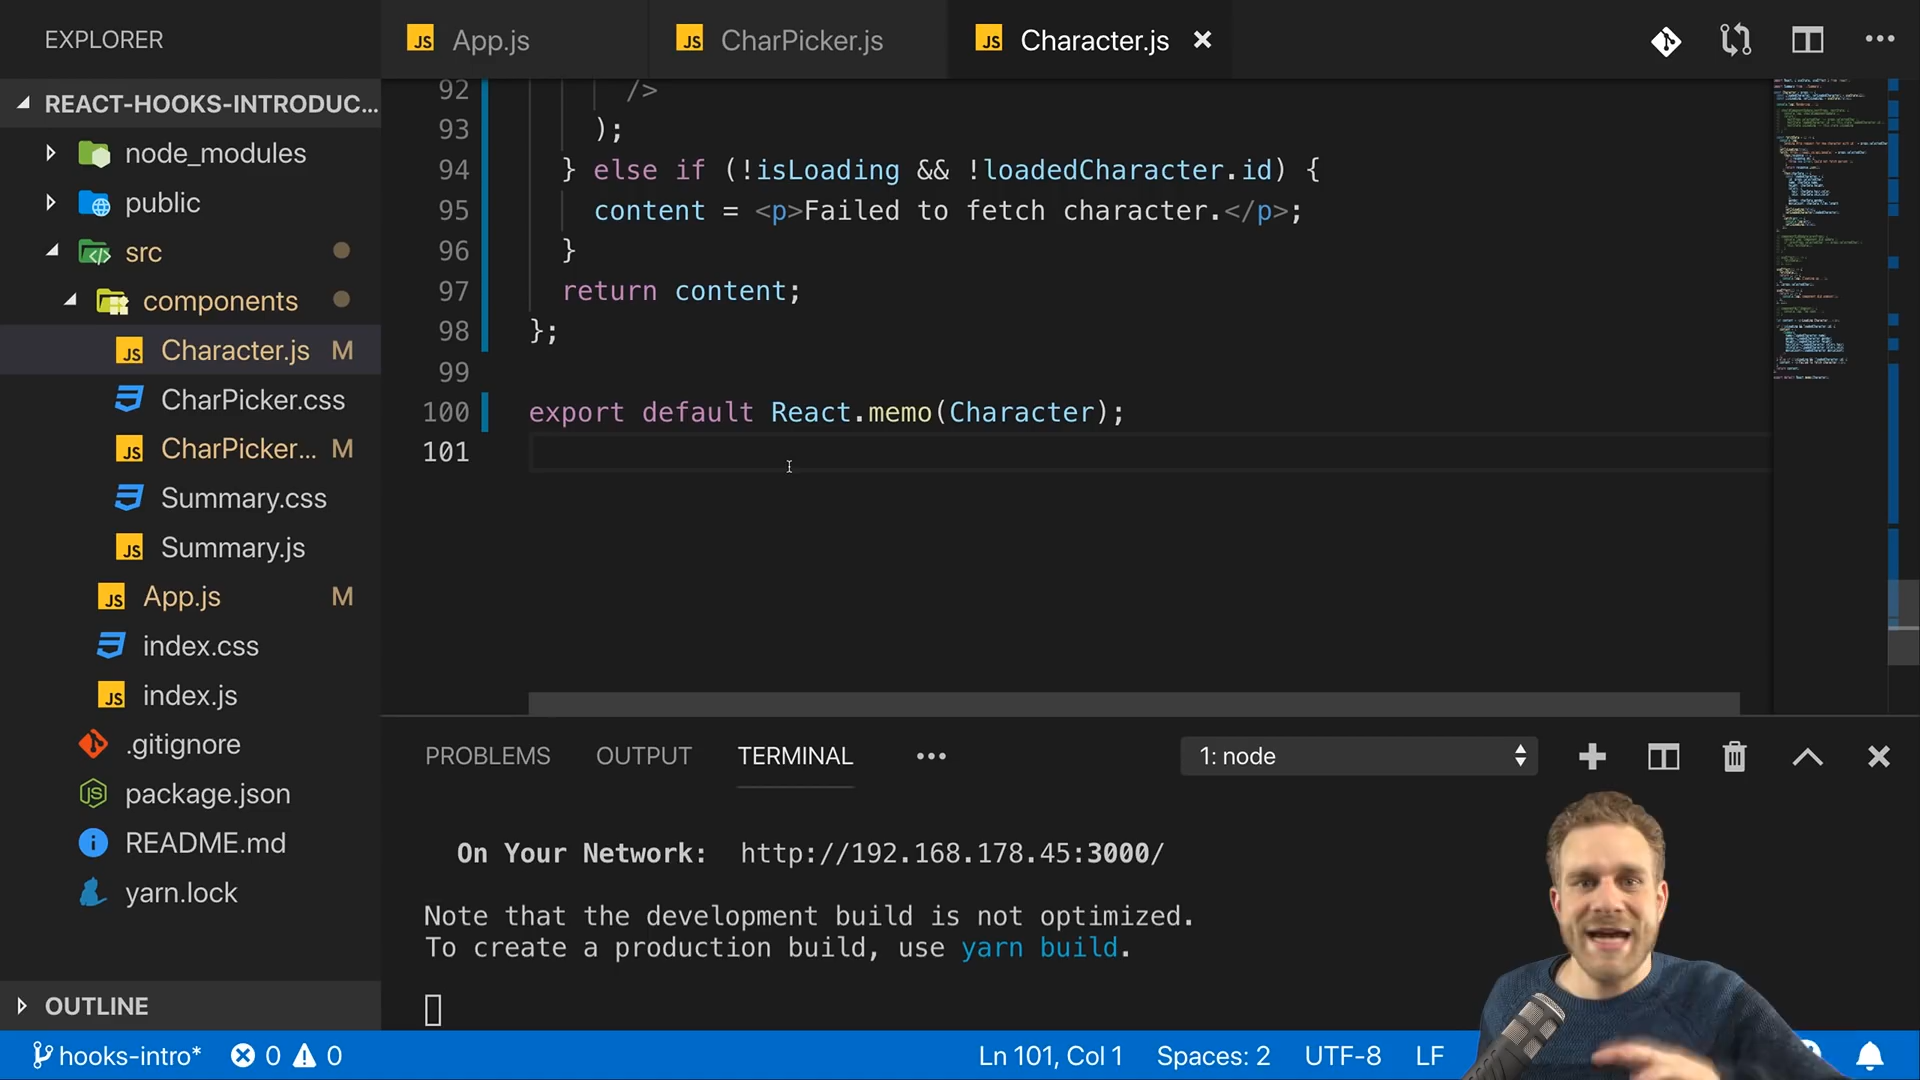 EXPLORER
REACT-HOOKS-INTRODUC...
node_modules
public
src
components
Character.js M
CharPicker.css
CharPicker... M
Summary.css
Summary.js
App.js M
index.css
index.js
.gitignore
package.json
README.md
yarn.lock
OUTLINE
App.js
CharPicker.js
Character.js
92 />
93 );
94 } else if (!isLoading && !loadedCharacter.id) {
95 content = <p>Failed to fetch character.</p>;
96 }
97 return content;
98 };
99
100 export default React.memo(Character);
101
PROBLEMS OUTPUT TERMINAL
1: node
On Your Network: http://192.168.178.45:3000/
Note that the development build is not optimized.
To create a production build, use yarn build.
hooks-intro* 0 0
Ln 101, Col 1 Spaces: 2 UTF-8 LF